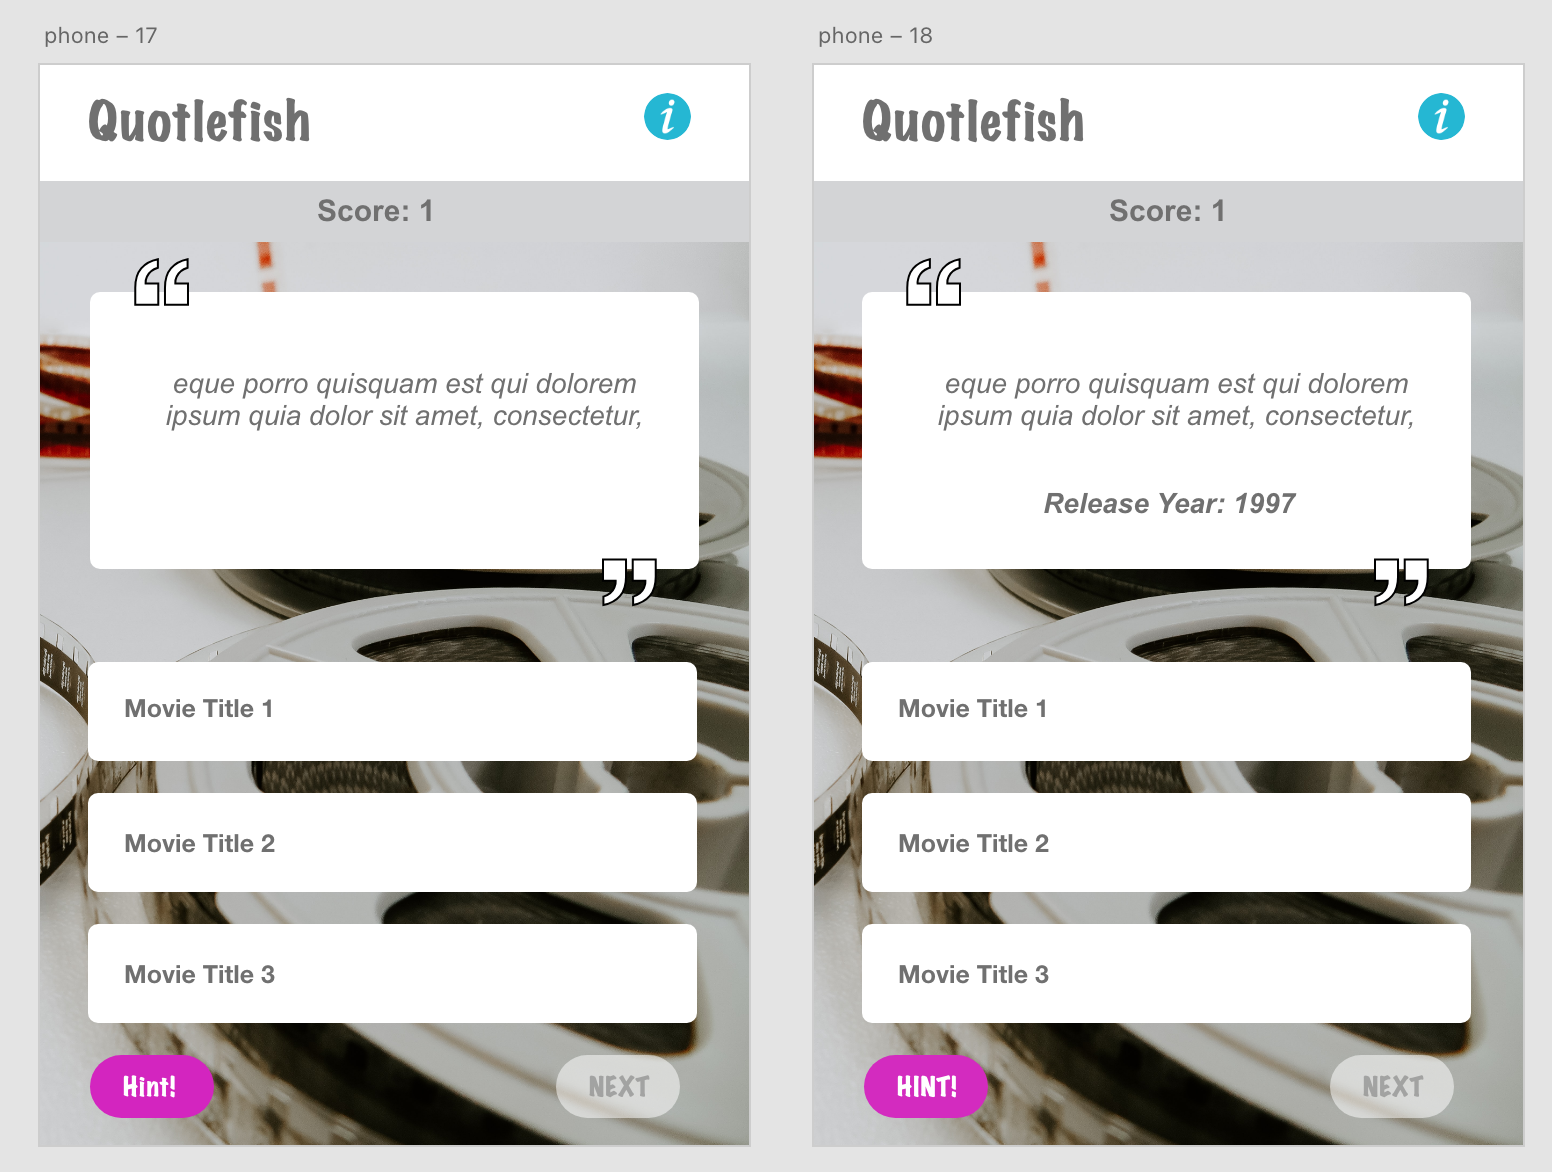 phone – 17
Quotlefish
i
Score: 1
“
eque porro quisquam est qui dolorem
ipsum quia dolor sit amet, consectetur,
”
Movie Title 1
Movie Title 2
Movie Title 3
Hint!
NEXT
phone – 18
Quotlefish
i
Score: 1
“
eque porro quisquam est qui dolorem
ipsum quia dolor sit amet, consectetur,
Release Year: 1997
”
Movie Title 1
Movie Title 2
Movie Title 3
HINT!
NEXT